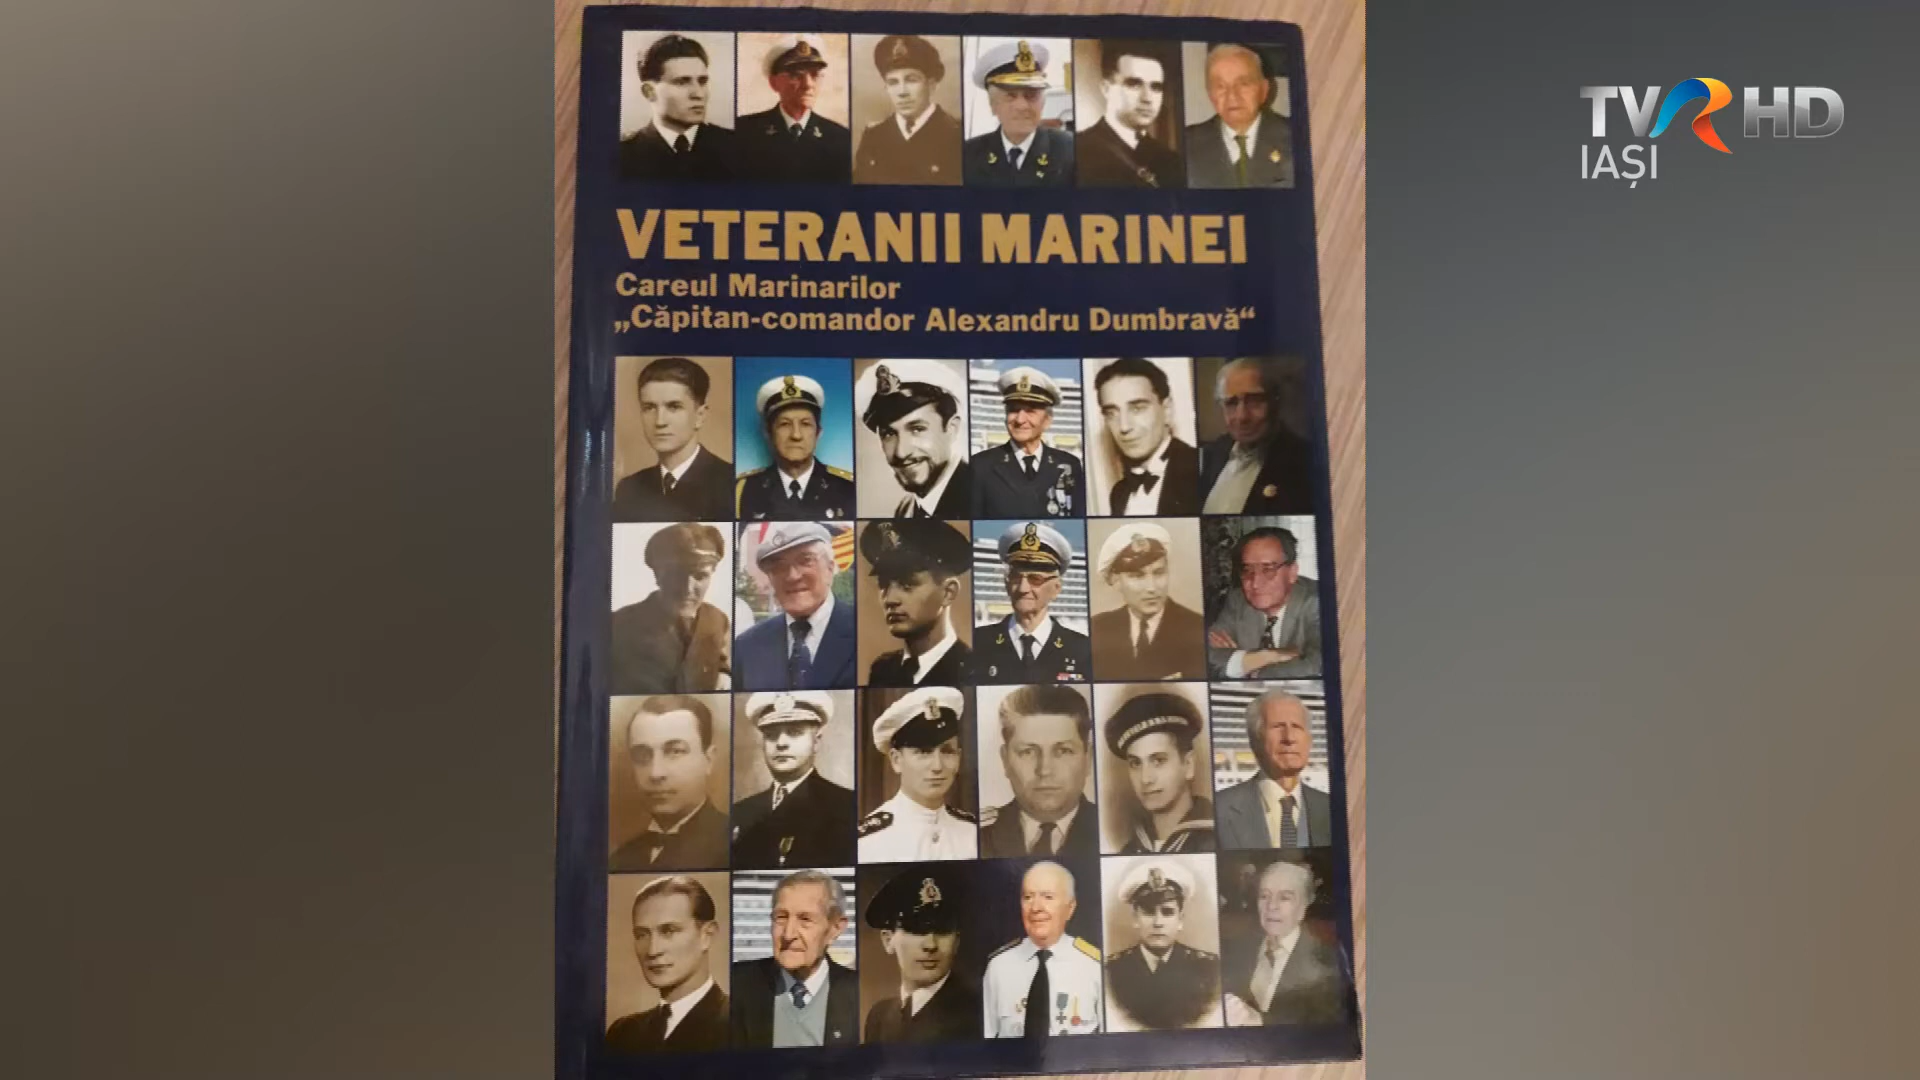 TVR HD
IAȘI
VETERANII MARINEI
Careul Marinarilor
„Căpitan-comandor Alexandru Dumbravă“